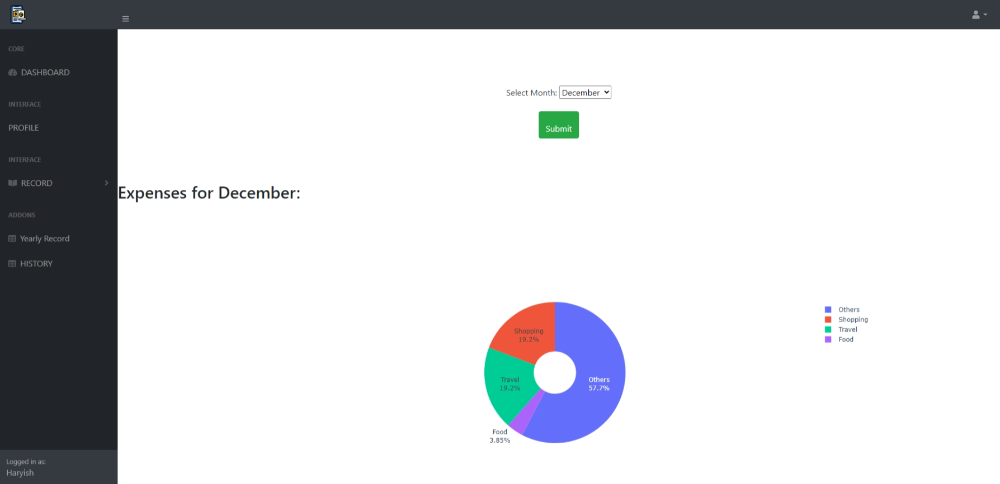 CORE
DASHBOARD
INTERFACE
PROFILE
INTERFACE
RECORD
ADDONS
Yearly Record
HISTORY
Logged in as:
Haryish
Select Month: December
Submit
Expenses for December:
Shopping
19.2%
Travel
19.2%
Others
57.7%
Food
3.85%
Others
Shopping
Travel
Food